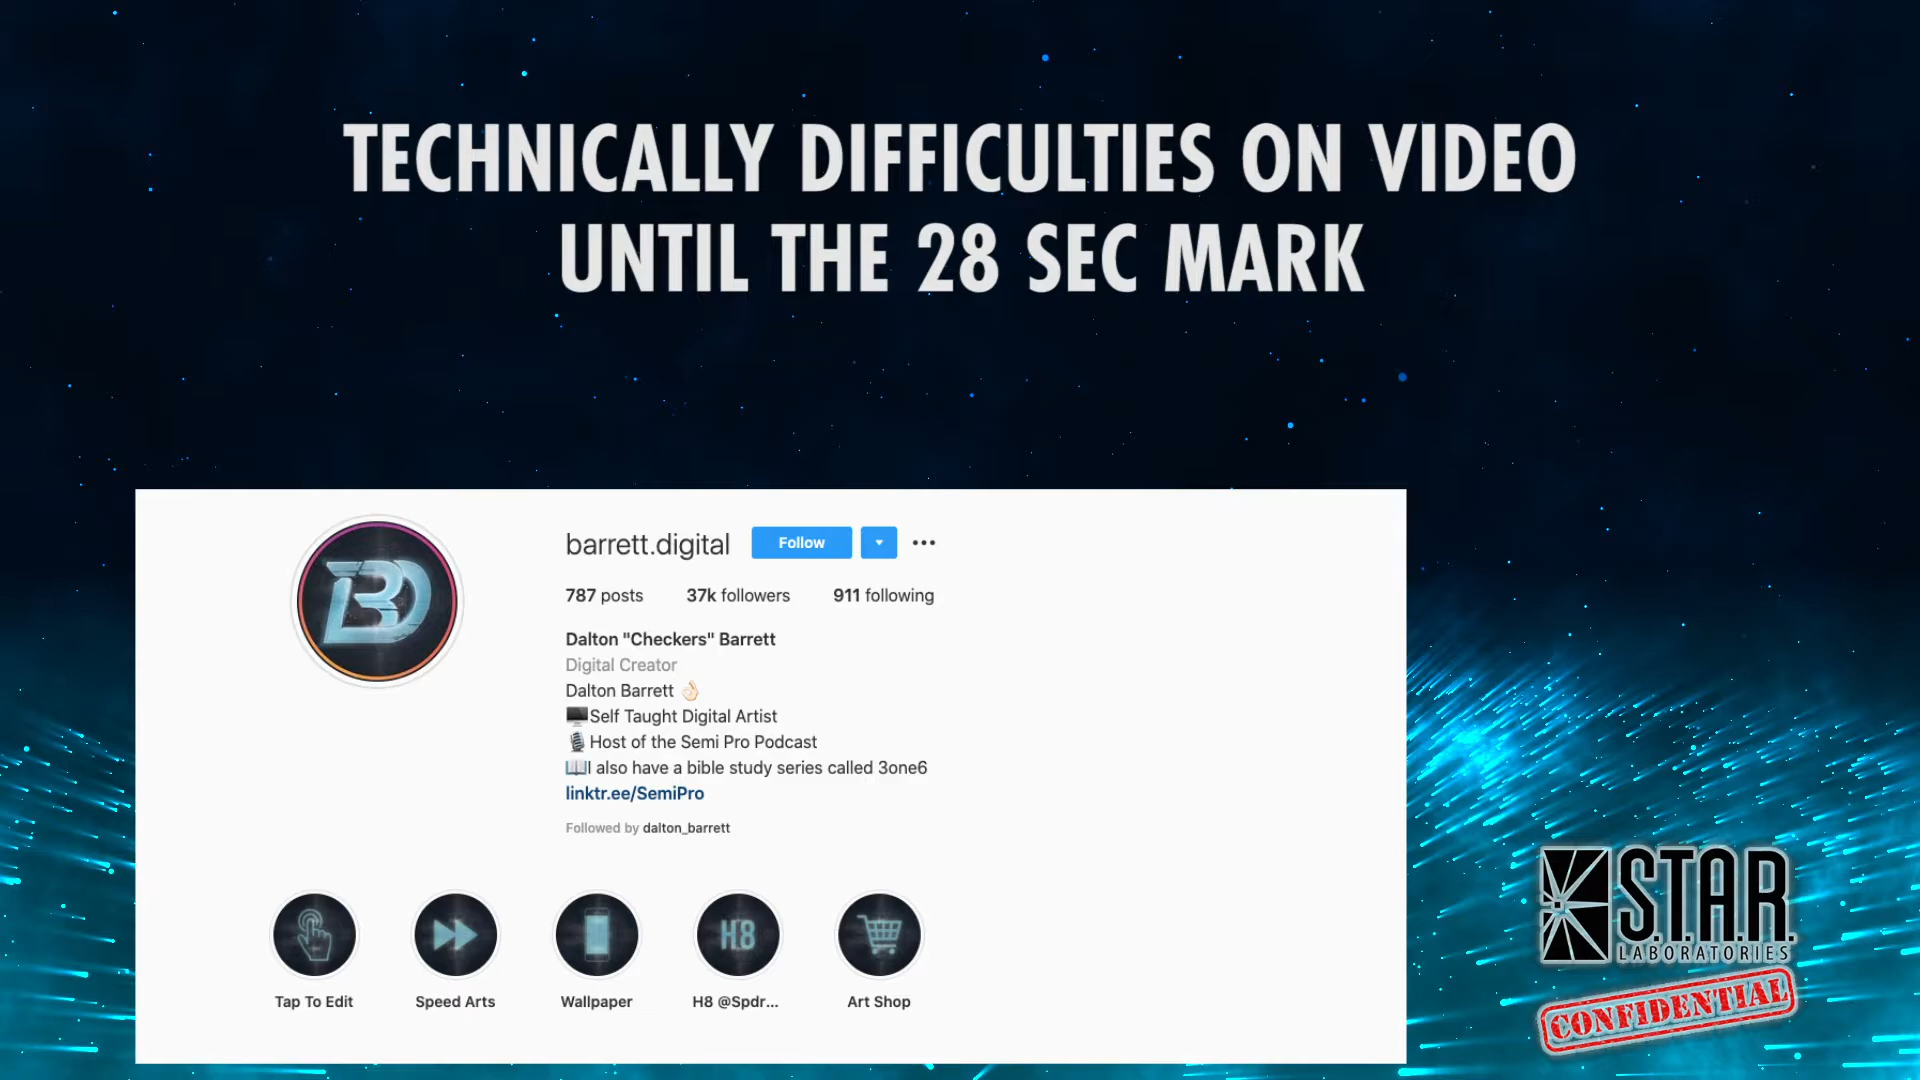 TECHNICALLY DIFFICULTIES ON VIDEO
UNTIL THE 28 SEC MARK
BD
barrett.digital Follow
787 posts 37k followers 911 following
Dalton "Checkers" Barrett
Digital Creator
Dalton Barrett 👌🏻
🖥️Self Taught Digital Artist
🎙️Host of the Semi Pro Podcast
📖I also have a bible study series called 3one6
linktr.ee/SemiPro
Followed by dalton_barrett
H8
Tap To Edit Speed Arts Wallpaper H8 @Spdr... Art Shop
S.T.A.R.
LABORATORIES
CONFIDENTIAL